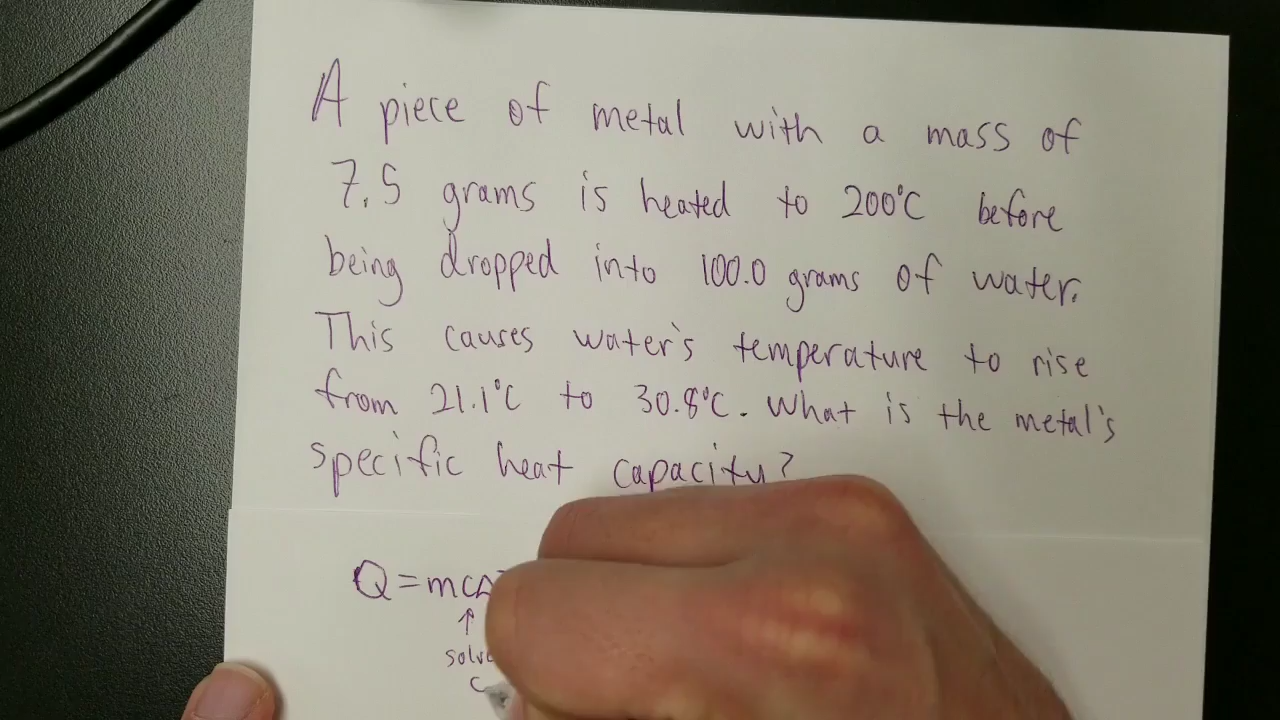 A piece of metal with a mass of
7.5 grams is heated to 200°C before
being dropped into 100.0 grams of water.
This causes water's temperature to rise
from 21.1°C to 30.8°C. What is the metal's
specific heat capacity?
Q=mcΔ
↑
c